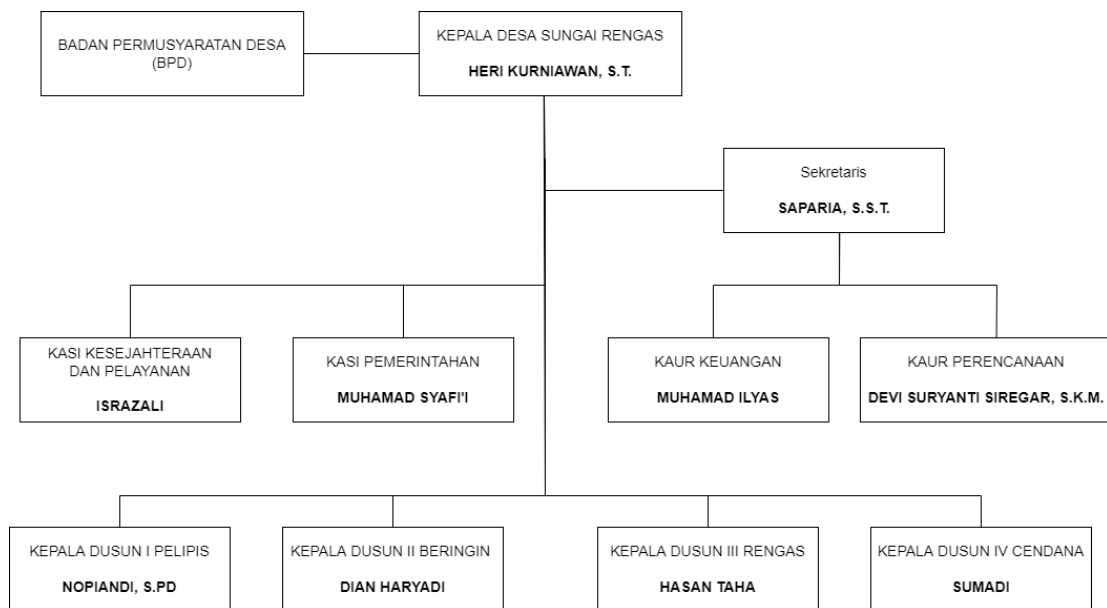 BADAN PERMUSYARATAN DESA
(BPD)
KEPALA DESA SUNGAI RENGAS
HERI KURNIAWAN, S.T.
Sekretaris
SAPARIA, S.S.T.
KASI KESEJAHTERAAN
DAN PELAYANAN
ISRAZALI
KASI PEMERINTAHAN
MUHAMAD SYAFI'I
KAUR KEUANGAN
MUHAMAD ILYAS
KAUR PERENCANAAN
DEVI SURYANTI SIREGAR, S.K.M.
KEPALA DUSUN I PELIPIS
NOPIANDI, S.PD
KEPALA DUSUN II BERINGIN
DIAN HARYADI
KEPALA DUSUN III RENGAS
HASAN TAHA
KEPALA DUSUN IV CENDANA
SUMADI